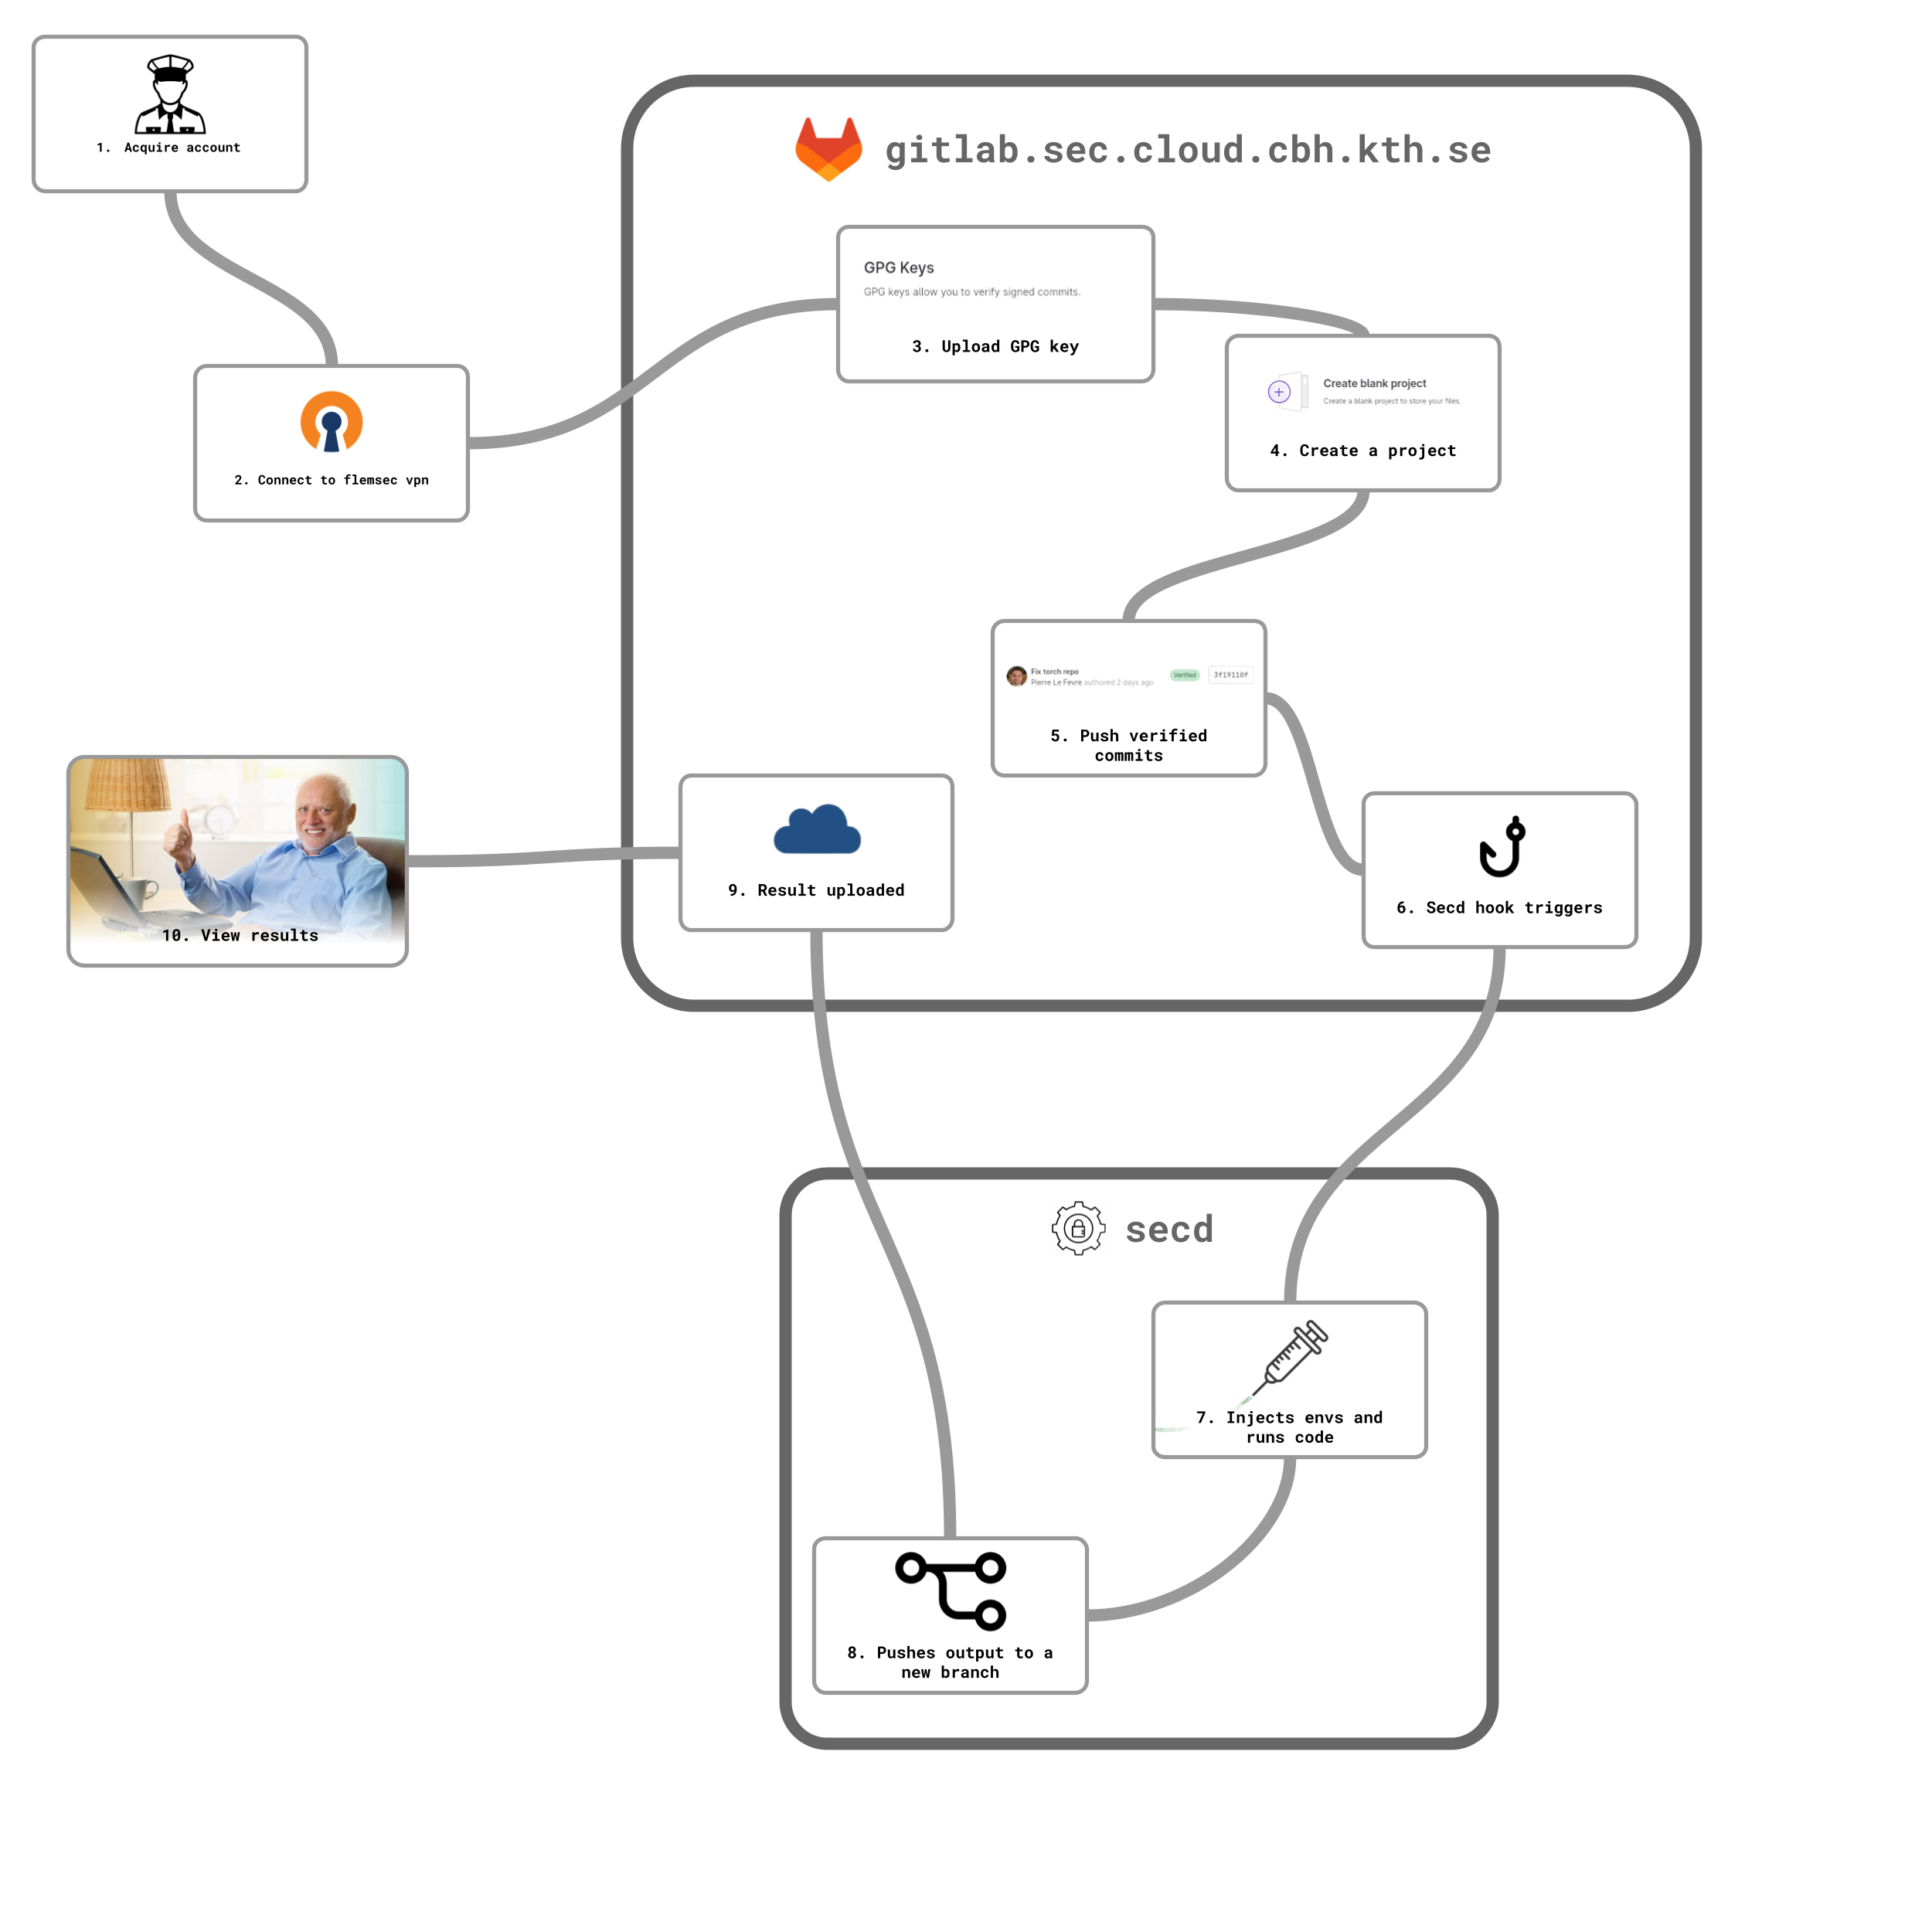 1. Acquire account
gitlab.sec.cloud.cbh.kth.se
GPG Keys
GPG keys allow you to verify signed commits.
3. Upload GPG key
2. Connect to flemsec vpn
Create blank project
Create a blank project to store your files.
4. Create a project
Fix torch repo
Pierre Le Fevre authored 2 days ago
Verified
3f19110f
5. Push verified
commits
6. Secd hook triggers
9. Result uploaded
10. View results
secd
7. Injects envs and
runs code
8. Pushes output to a
new branch